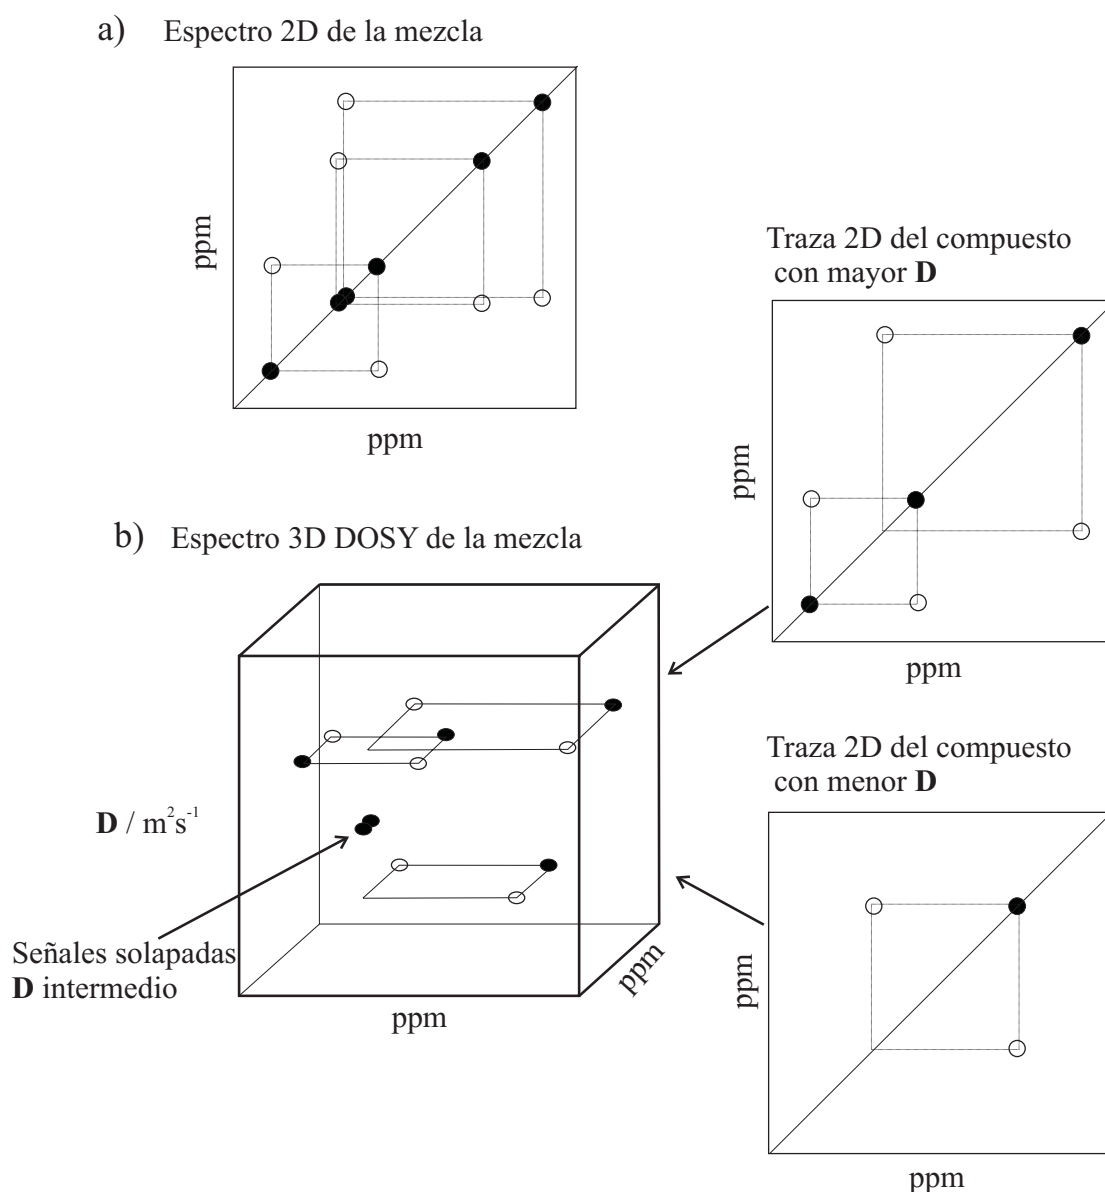 a) Espectro 2D de la mezcla
ppm
ppm
Traza 2D del compuesto
con mayor D
ppm
ppm
b) Espectro 3D DOSY de la mezcla
D / m²s⁻¹
Señales solapadas
D intermedio
ppm
ppm
Traza 2D del compuesto
con menor D
ppm
ppm